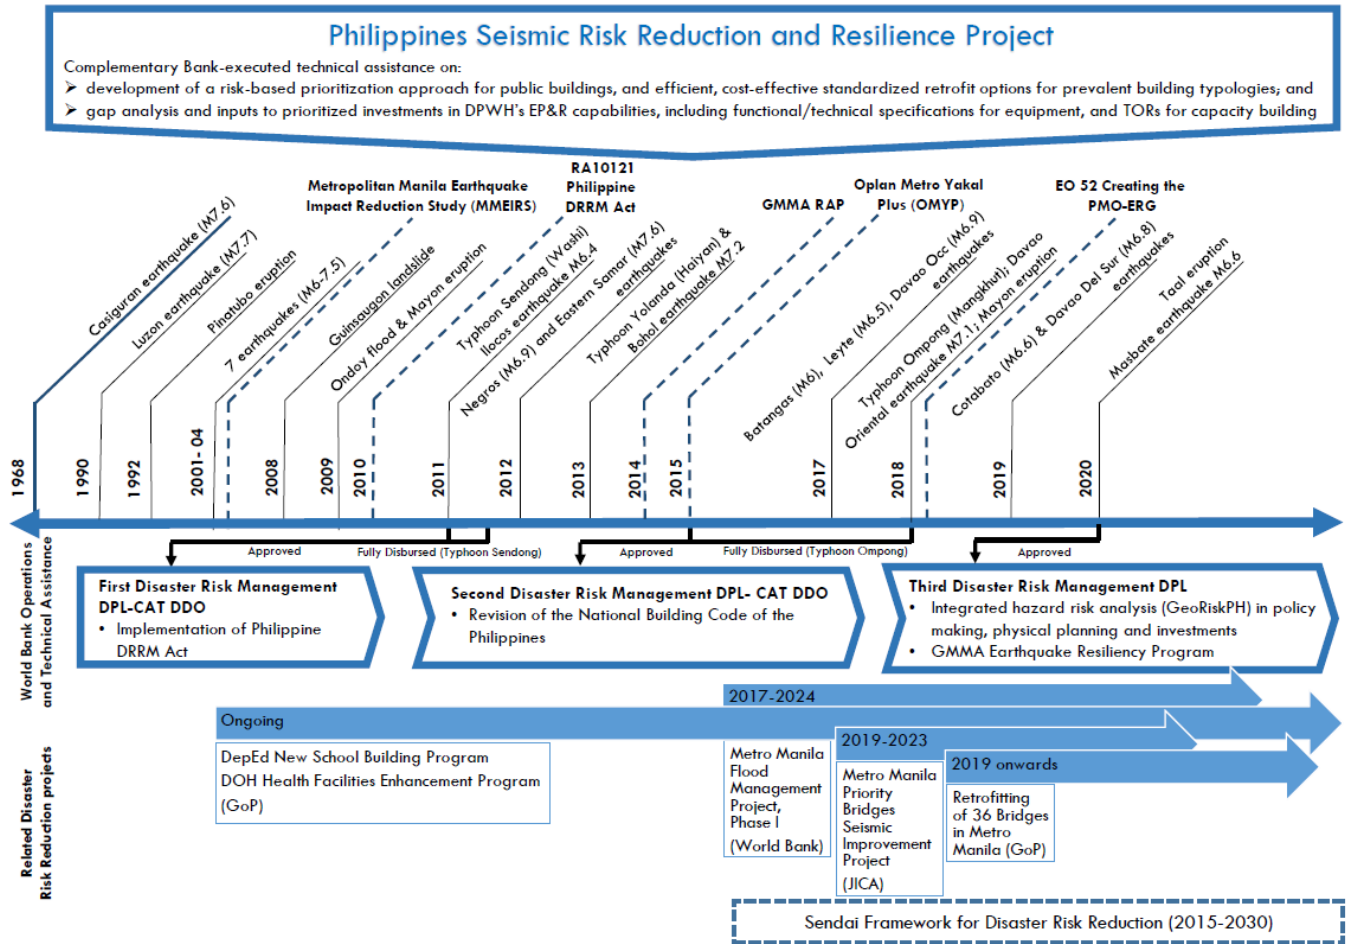 Philippines Seismic Risk Reduction and Resilience Project
Complementary Bank-executed technical assistance on:
➢ development of a risk-based prioritization approach for public buildings, and efficient, cost-effective standardized retrofit options for prevalent building typologies; and
➢ gap analysis and inputs to prioritized investments in DPWH's EP&R capabilities, including functional/technical specifications for equipment, and TORs for capacity building
Metropolitan Manila Earthquake
Impact Reduction Study (MMEIRS)
RA10121
Philippine
DRRM Act
GMMA RAP
Oplan Metro Yakal
Plus (OMYP)
EO 52 Creating the
PMO-ERG
Casiguran earthquake (M7.6)
Luzon earthquake (M7.7)
Pinatubo eruption
7 earthquakes (M6-7.5)
Guinsaugon landslide
Ondoy flood & Mayon eruption
Typhoon Sendong (Washi)
Ilocos earthquake M6.4
Negros (M6.9) and Eastern Samar (M7.6)
earthquakes
Typhoon Yolanda (Haiyan) &
Bohol earthquake M7.2
Batangas (M6), Leyte (M6.5), Davao Occ (M6.9)
earthquakes
Typhoon Ompong (Mangkhut); Davao
Oriental earthquake M7.1; Mayon eruption
Cotabato (M6.6) & Davao Del Sur (M6.8)
earthquakes
Taal eruption
Masbate earthquake M6.6
1968
1990
1992
2001- 04
2008
2009
2010
2011
2012
2013
2014
2015
2017
2018
2019
2020
World Bank Operations
and Technical Assistance
Approved
Fully Disbursed (Typhoon Sendong)
Approved
Fully Disbursed (Typhoon Ompong)
Approved
First Disaster Risk Management
DPL-CAT DDO
• Implementation of Philippine
DRRM Act
Second Disaster Risk Management DPL- CAT DDO
• Revision of the National Building Code of the
Philippines
Third Disaster Risk Management DPL
• Integrated hazard risk analysis (GeoRiskPH) in policy
making, physical planning and investments
• GMMA Earthquake Resiliency Program
Related Disaster
Risk Reduction projects
2017-2024
Ongoing
2019-2023
2019 onwards
DepEd New School Building Program
DOH Health Facilities Enhancement Program
(GoP)
Metro Manila
Flood
Management
Project,
Phase I
(World Bank)
Metro Manila
Priority
Bridges
Seismic
Improvement
Project
(JICA)
Retrofitting
of 36 Bridges
in Metro
Manila (GoP)
Sendai Framework for Disaster Risk Reduction (2015-2030)